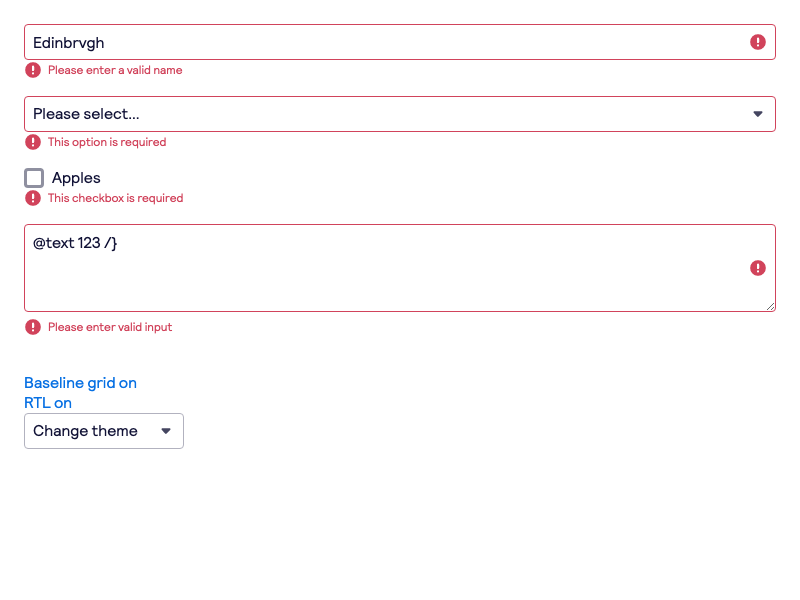 Edinbrvgh
Please enter a valid name
Please select...
This option is required
Apples
This checkbox is required
@text 123 /}
Please enter valid input
Baseline grid on
RTL on
Change theme